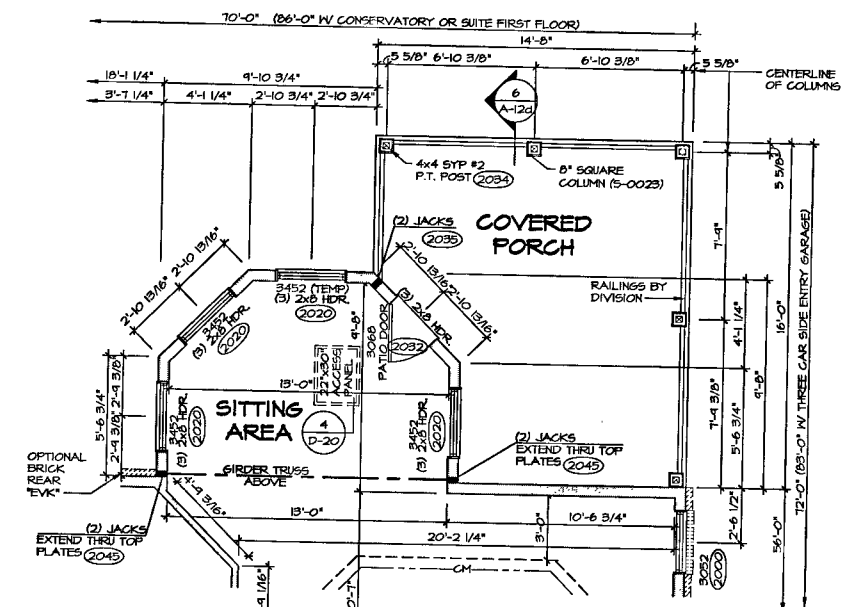 70'-0" (86'-0" W/ CONSERVATORY OR SUITE FIRST FLOOR)
14'-8"
5 5/8" 6'-10 3/8" 6'-10 3/8" 5 5/8"
18'-1 1/4" 9'-10 3/4"
CENTERLINE
OF COLUMNS
3'-7 1/4" 4'-1 1/4" 2'-10 3/4" 2'-10 3/4"
6
A-12d
5 5/8"
4x4 SYP #2
P.T. POST 2034
8" SQUARE
COLUMN (S-0023)
(2) JACKS
2035
COVERED
PORCH
7'-9"
2'-10 13/16" 2'-10 13/16"
2'-10 13/16" 2'-10 13/16"
3452 (TEMP)
(3) 2x8 HDR.
2020
RAILINGS BY
DIVISION
3452
(3) 2x8 HDR.
2020
9'-8"
3068
PATIO DOOR
(3) 2x8 HDR.
2032
4'-1 1/4"
16'-0"
9'-8"
72'-0" (83'-0" W/ THREE CAR SIDE ENTRY GARAGE)
22"x30"
ACCESS
PANEL
13'-0"
5'-6 3/4"
2'-9 3/8" 2'-9 3/8"
3452
(3) 2x8 HDR.
2020
SITTING
AREA
4
D-20
3452
(3) 2x8 HDR.
2020
7'-9 3/8"
5'-6 3/4"
(2) JACKS
EXTEND THRU TOP
PLATES 2045
OPTIONAL
BRICK
REAR
"EVK"
GIRDER TRUSS
ABOVE
4'-9 3/16"
13'-0"
10'-6 3/4"
2'-6 1/2"
(2) JACKS
EXTEND THRU TOP
PLATES 2045
20'-2 1/4"
3'-0"
56'-0"
CM
3052
2000
9 1/16"
0'-7"